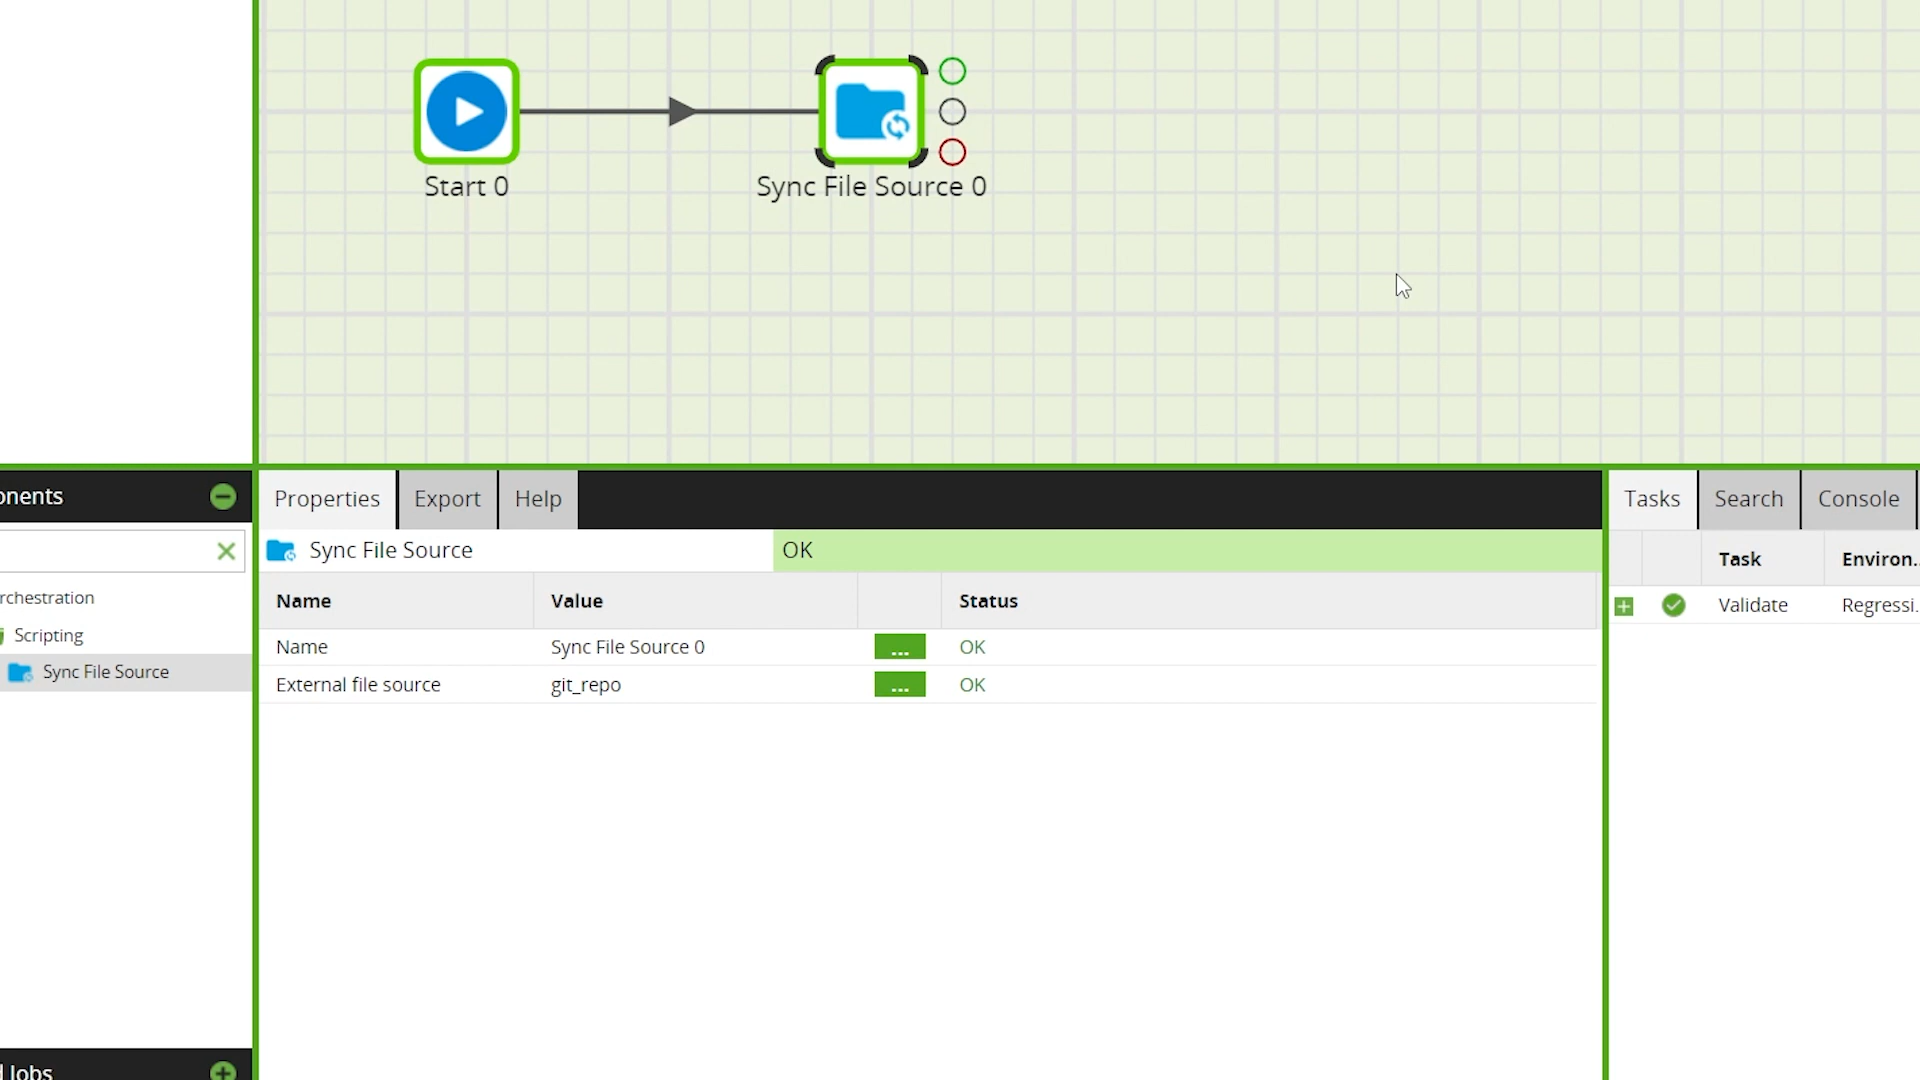 Start 0
Sync File Source 0
onents
rchestration
Scripting
Sync File Source
d Jobs
Properties Export Help
Sync File Source OK
Name Value Status
Name Sync File Source 0 ... OK
External file source git_repo ... OK
Tasks Search Console
Task Environ..
Validate Regressi.